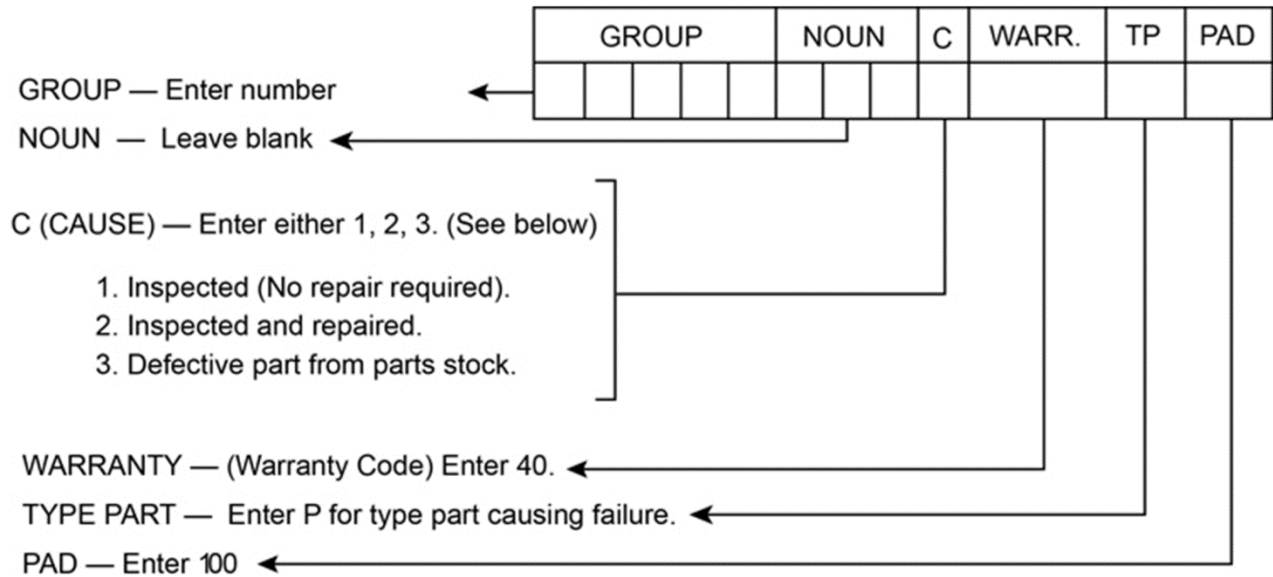 GROUP NOUN C WARR. TP PAD
GROUP — Enter number
NOUN — Leave blank
C (CAUSE) — Enter either 1, 2, 3. (See below)
1. Inspected (No repair required).
2. Inspected and repaired.
3. Defective part from parts stock.
WARRANTY — (Warranty Code) Enter 40.
TYPE PART — Enter P for type part causing failure.
PAD — Enter 100